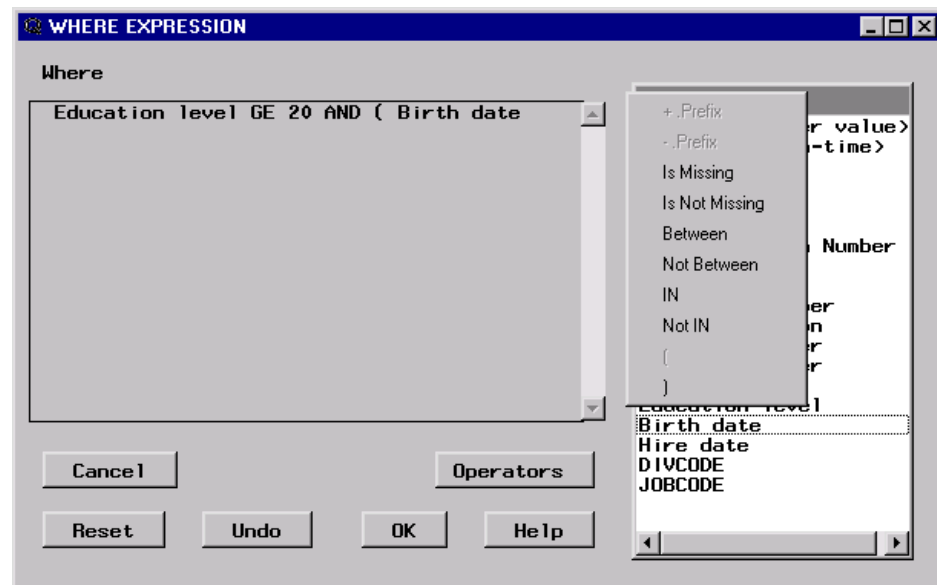 WHERE EXPRESSION
Where
Education level GE 20 AND ( Birth date
+ .Prefix
- .Prefix
Is Missing
Is Not Missing
Between
Not Between
IN
Not IN
(
)
value>
-time>
Number
Education level
Birth date
Hire date
DIVCODE
JOBCODE
Cancel
Operators
Reset
Undo
OK
Help